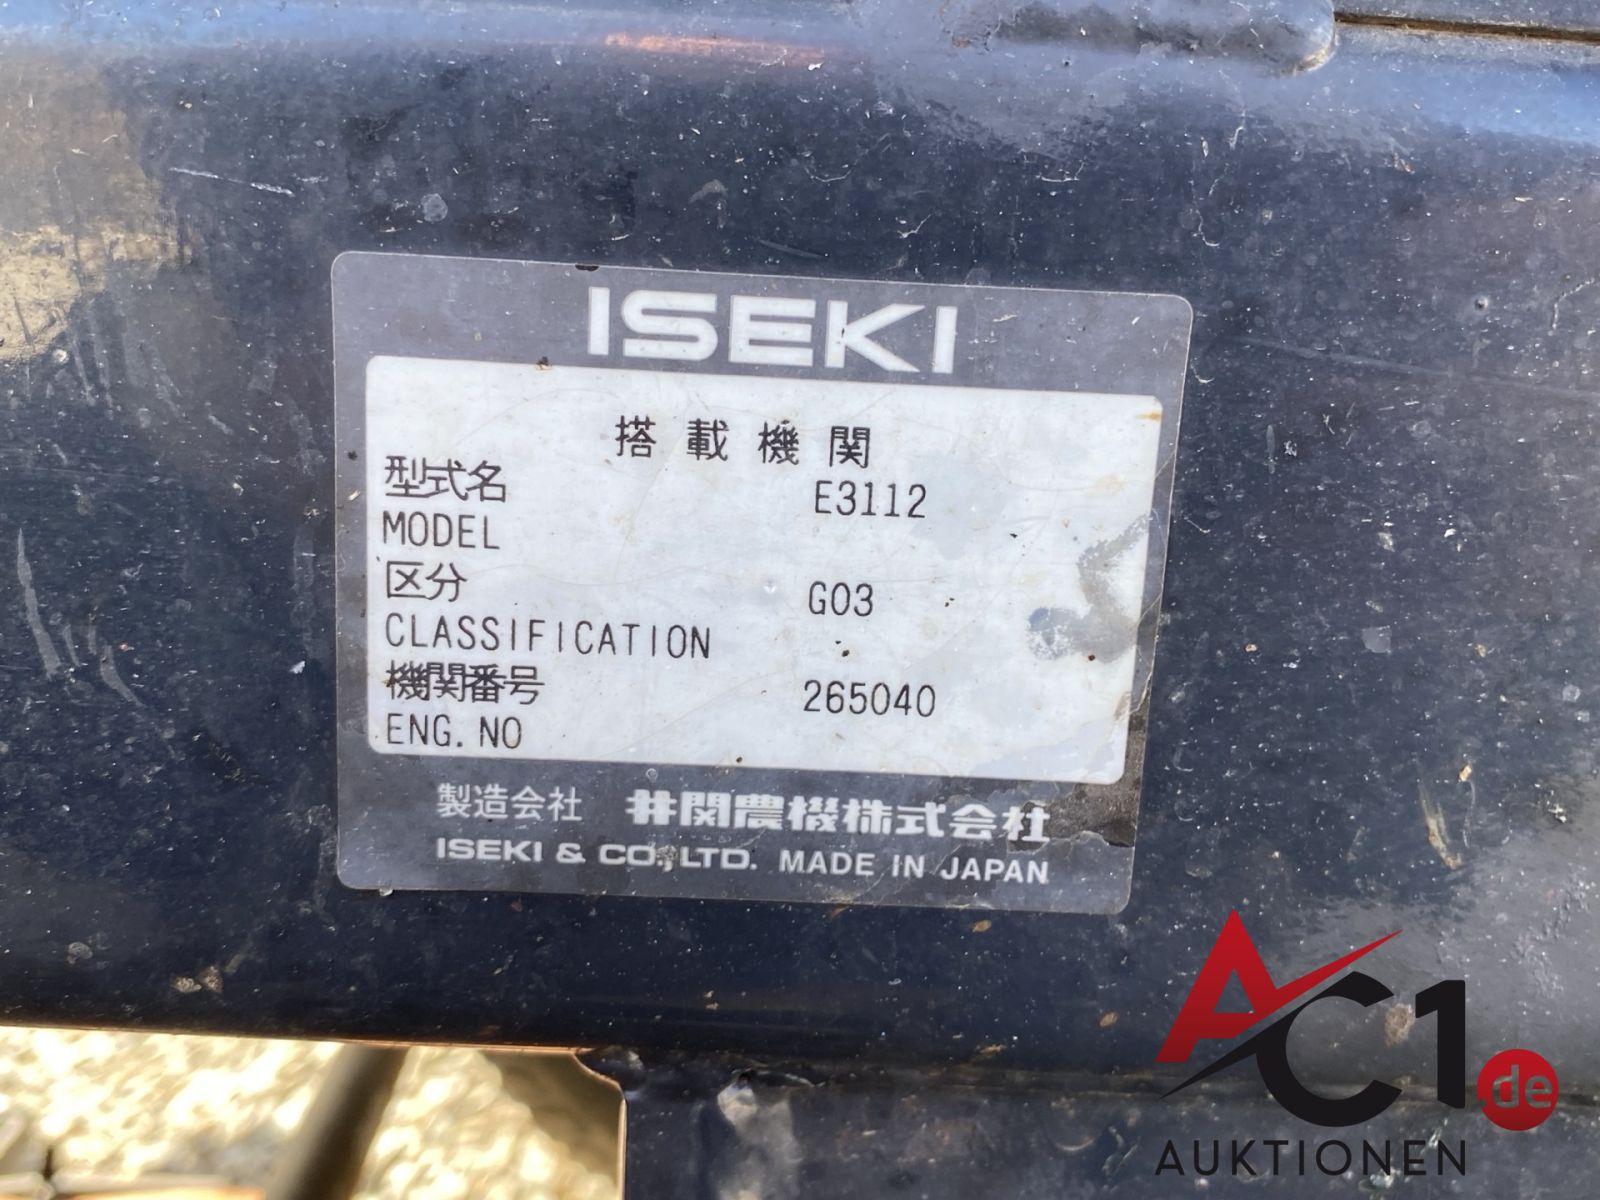 ISEKI
搭載機関
型式名 E3112
MODEL
区分 G03
CLASSIFICATION
機関番号 265040
ENG. NO
製造会社 井関農機株式会社
ISEKI & CO., LTD. MADE IN JAPAN
AC1.de
AUKTIONEN